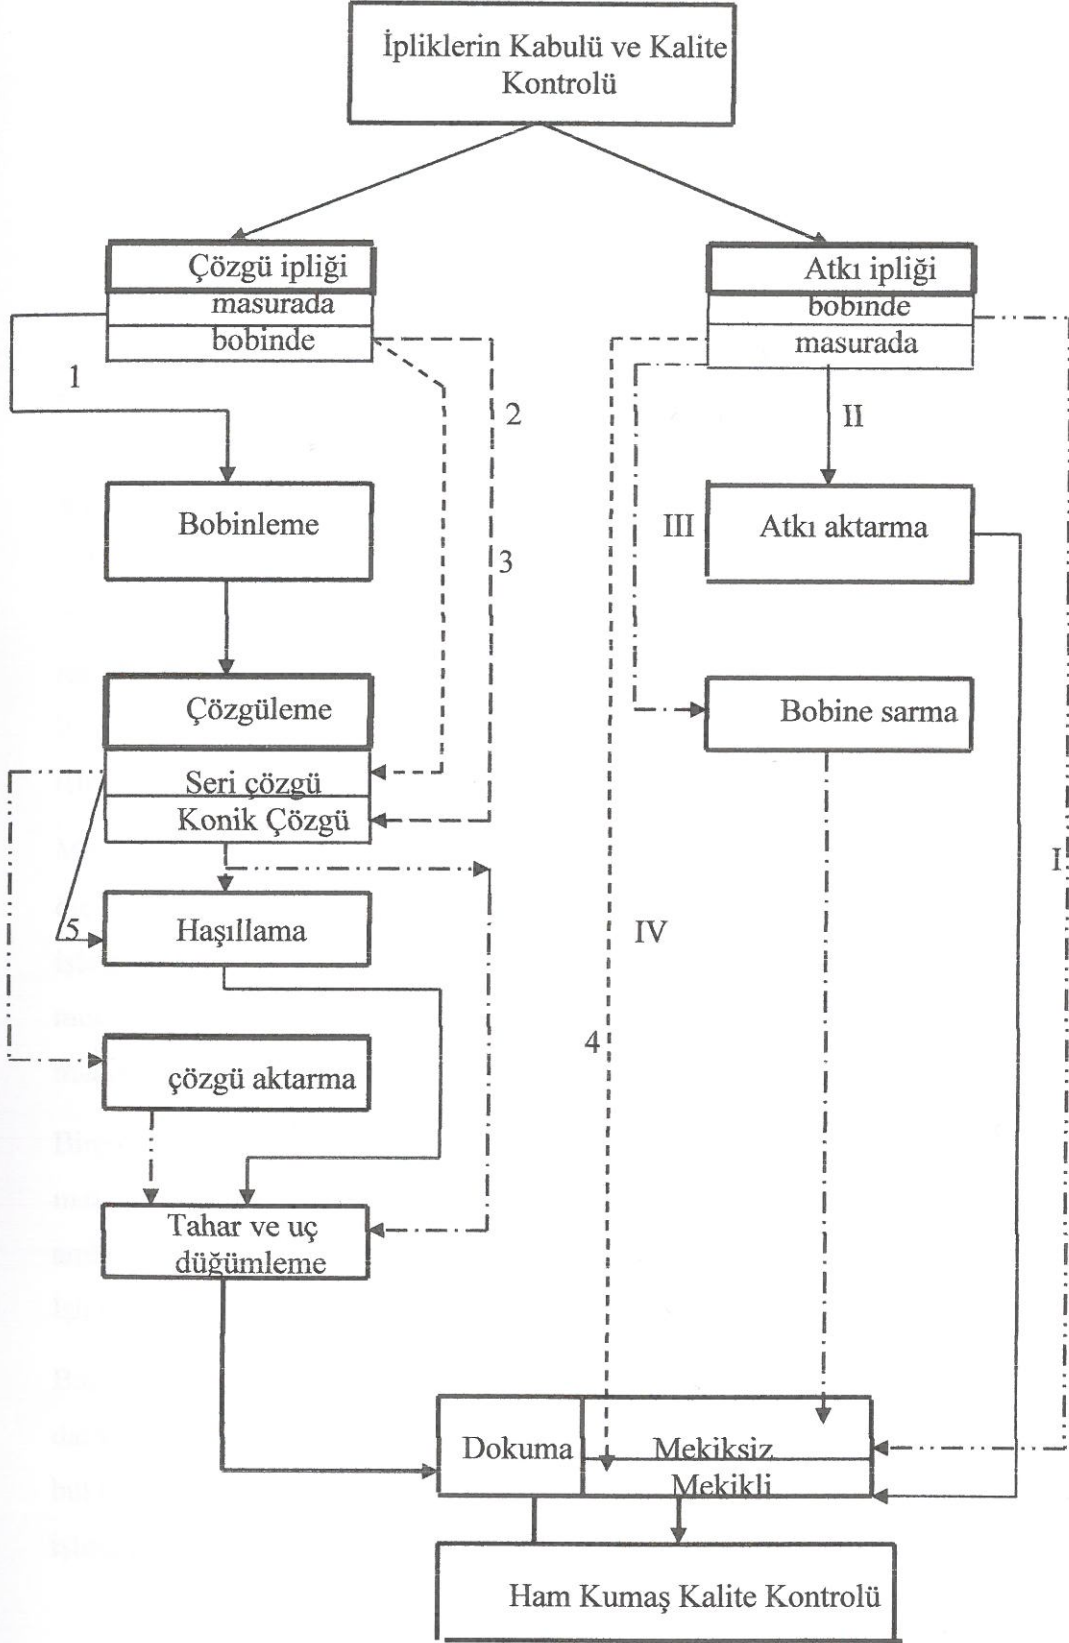 İpliklerin Kabulü ve Kalite
Kontrolü
Çözgü ipliği
masurada
bobinde
Atkı ipliği
bobinde
masurada
1
2
II
Bobinleme
III
Atkı aktarma
3
Çözgüleme
Bobine sarma
Seri çözgü
Konik Çözgü
I
5
Haşıllama
IV
4
çözgü aktarma
Tahar ve uç
düğümleme
Dokuma
Mekiksiz
Mekikli
Ham Kumaş Kalite Kontrolü